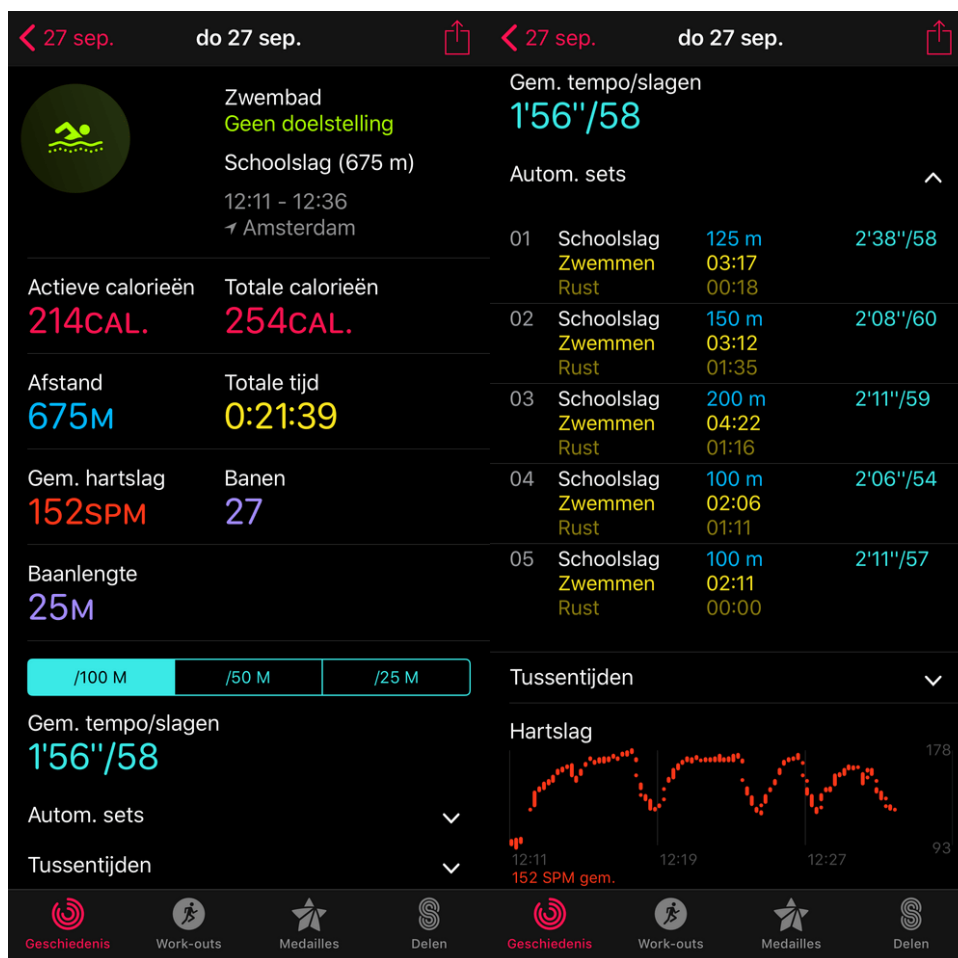 27 sep.
do 27 sep.
Zwembad
Geen doelstelling
Schoolslag (675 m)
12:11 - 12:36
Amsterdam
Actieve calorieën
Totale calorieën
214CAL.
254CAL.
Afstand
Totale tijd
675M
0:21:39
Gem. hartslag
Banen
152SPM
27
Baanlengte
25M
/100 M
/50 M
/25 M
Gem. tempo/slagen
1'56''/58
Autom. sets
Tussentijden
Geschiedenis
Work-outs
Medailles
Delen
27 sep.
do 27 sep.
Gem. tempo/slagen
1'56''/58
Autom. sets
01 Schoolslag 125 m 2'38''/58
Zwemmen 03:17
Rust 00:18
02 Schoolslag 150 m 2'08''/60
Zwemmen 03:12
Rust 01:35
03 Schoolslag 200 m 2'11''/59
Zwemmen 04:22
Rust 01:16
04 Schoolslag 100 m 2'06''/54
Zwemmen 02:06
Rust 01:11
05 Schoolslag 100 m 2'11''/57
Zwemmen 02:11
Rust 00:00
Tussentijden
Hartslag
178
93
12:11 12:19 12:27
152 SPM gem.
Geschiedenis
Work-outs
Medailles
Delen